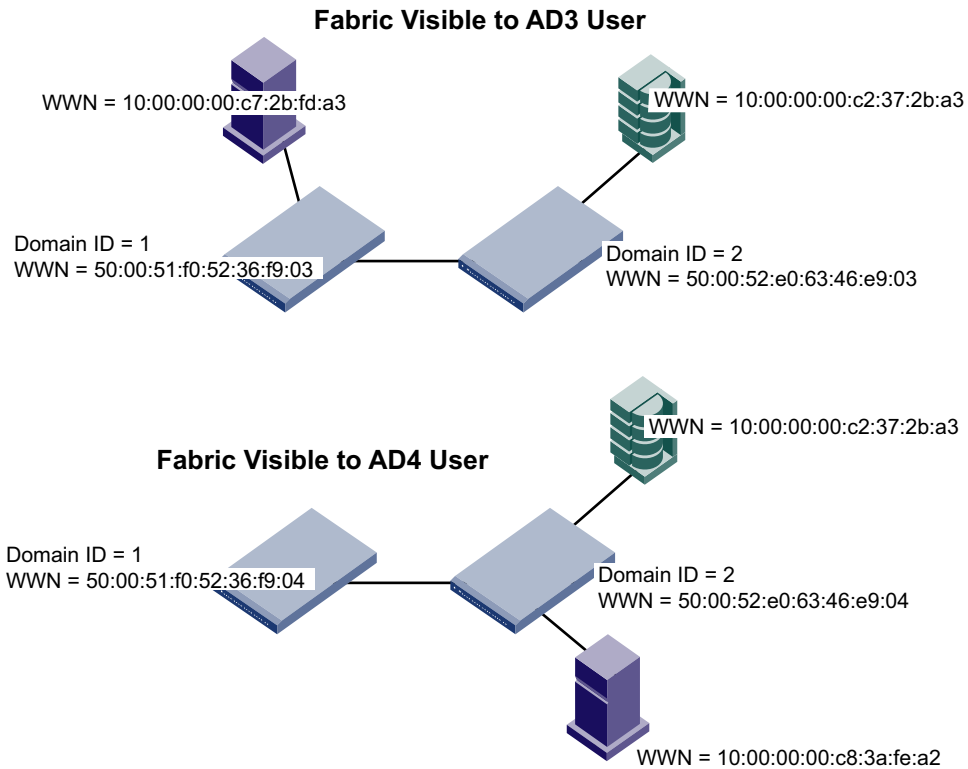 Fabric Visible to AD3 User
WWN = 10:00:00:00:c7:2b:fd:a3
WWN = 10:00:00:00:c2:37:2b:a3
Domain ID = 1
WWN = 50:00:51:f0:52:36:f9:03
Domain ID = 2
WWN = 50:00:52:e0:63:46:e9:03
Fabric Visible to AD4 User
WWN = 10:00:00:00:c2:37:2b:a3
Domain ID = 1
WWN = 50:00:51:f0:52:36:f9:04
Domain ID = 2
WWN = 50:00:52:e0:63:46:e9:04
WWN = 10:00:00:00:c8:3a:fe:a2